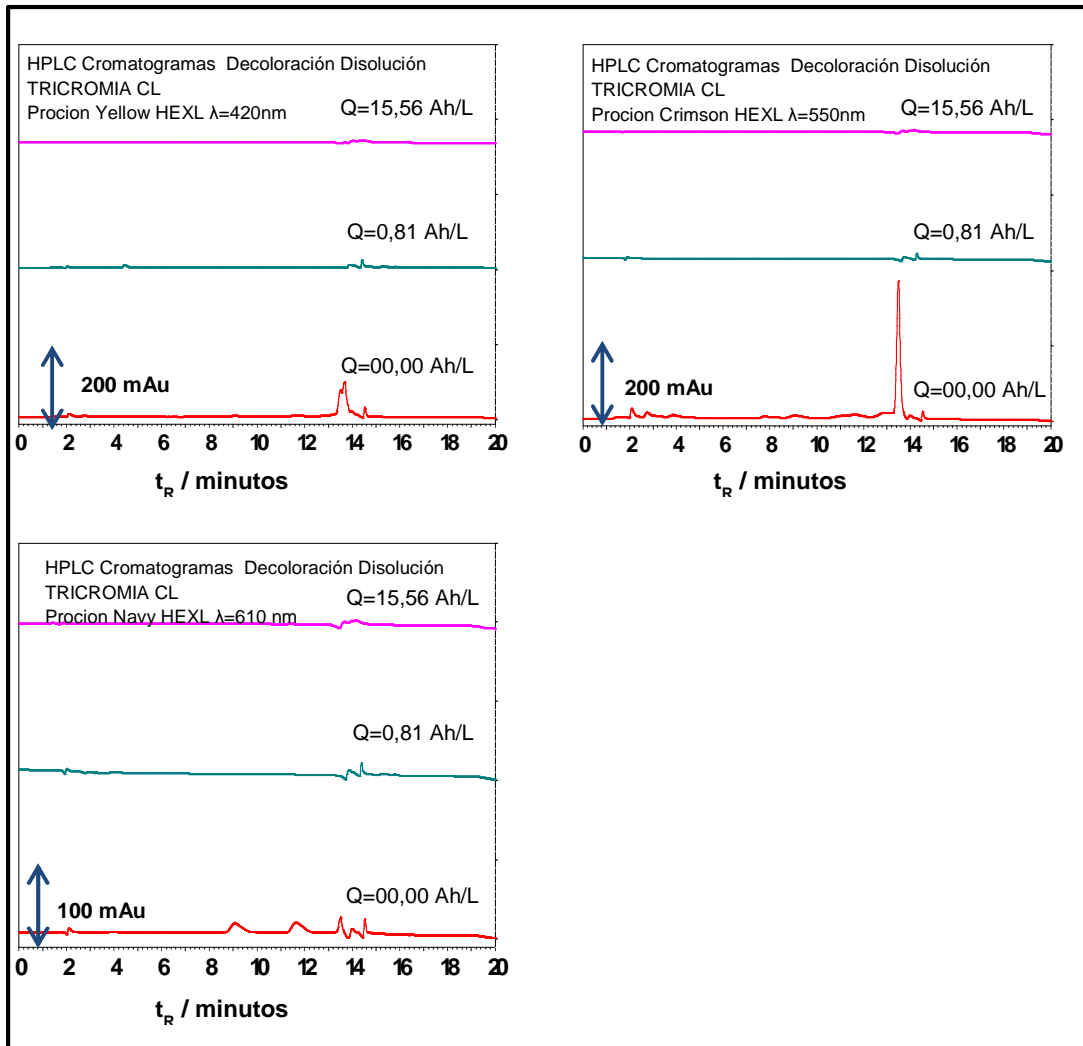 HPLC Cromatogramas Decoloración Disolución
TRICROMIA CL
Procion Yellow HEXL λ=420nm
Q=15,56 Ah/L
Q=0,81 Ah/L
Q=00,00 Ah/L
200 mAu
0 2 4 6 8 10 12 14 16 18 20
t_R / minutos
HPLC Cromatogramas Decoloración Disolución
TRICROMIA CL
Procion Crimson HEXL λ=550nm
Q=15,56 Ah/L
Q=0,81 Ah/L
Q=00,00 Ah/L
200 mAu
0 2 4 6 8 10 12 14 16 18 20
t_R / minutos
HPLC Cromatogramas Decoloración Disolución
TRICROMIA CL
Procion Navy HEXL λ=610 nm
Q=15,56 Ah/L
Q=0,81 Ah/L
Q=00,00 Ah/L
100 mAu
0 2 4 6 8 10 12 14 16 18 20
t_R / minutos